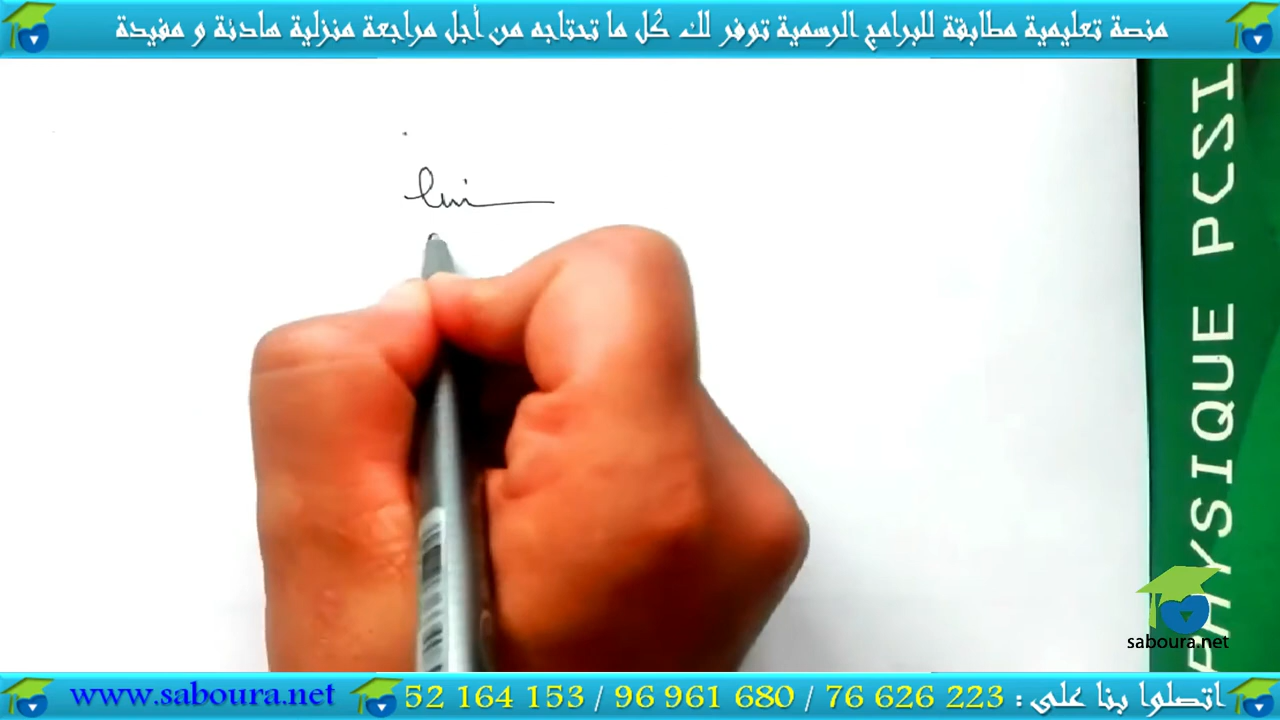 منصة تعليمية مطابقة للبرامج الرسمية توفر لك كل ما تحتاجه من أجل مراجعة منزلية هادئة و مفيدة
lim
PHYSIQUE PCSI
saboura.net
www.saboura.net 52 164 153 / 96 961 680 / 76 626 223 : اتصلوا بنا على